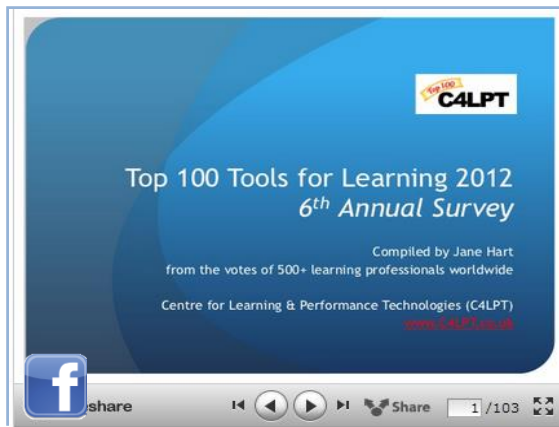 Top 100
C4LPT
Top 100 Tools for Learning 2012
6th Annual Survey
Compiled by Jane Hart
from the votes of 500+ learning professionals worldwide
Centre for Learning & Performance Technologies (C4LPT)
www.C4LPT.co.uk
f
eshare
Share
1 /103